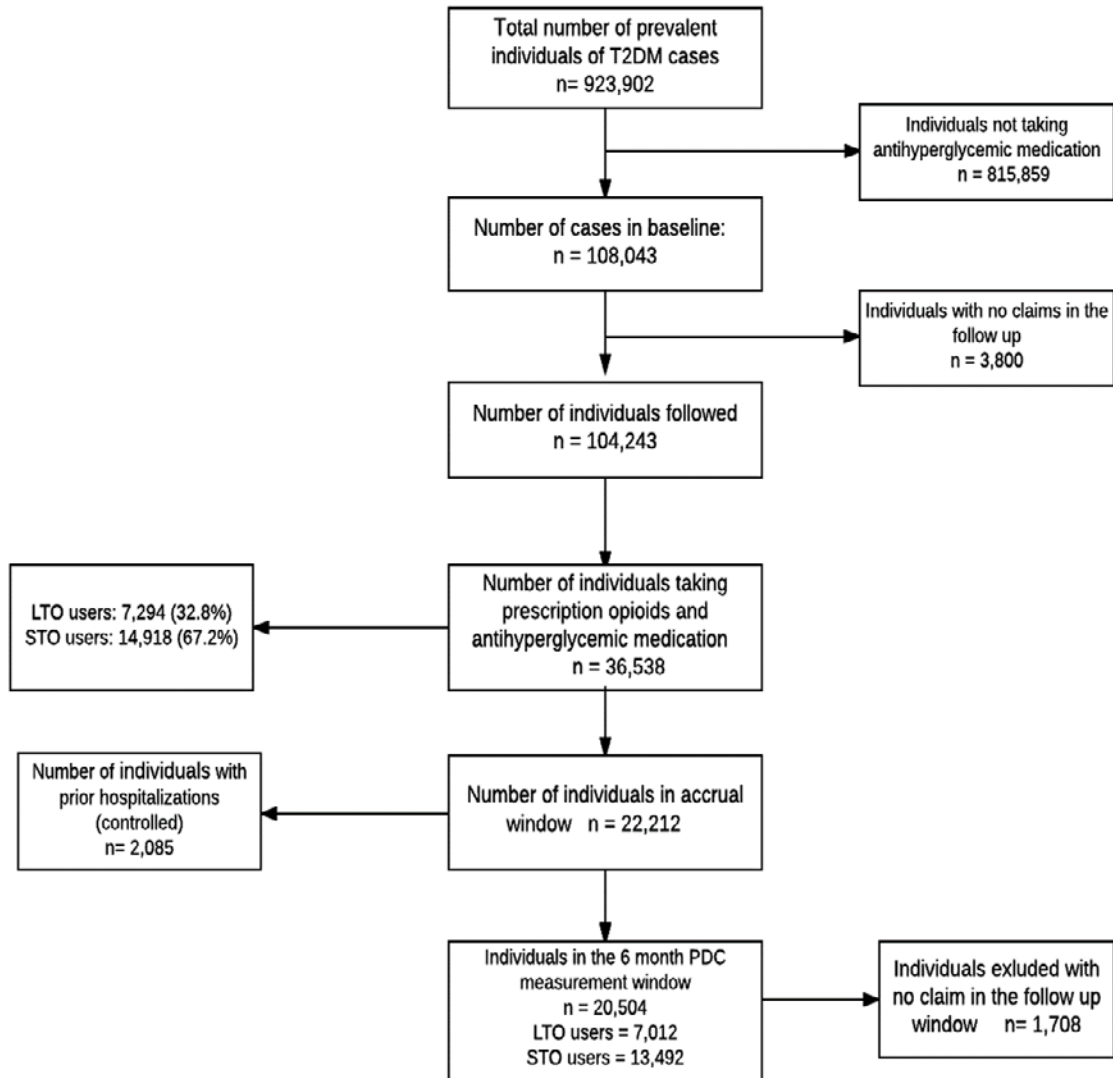 Total number of prevalent
individuals of T2DM cases
n= 923,902
Individuals not taking
antihyperglycemic medication
n = 815,859
Number of cases in baseline:
n = 108,043
Individuals with no claims in the
follow up
n = 3,800
Number of individuals followed
n = 104,243
Number of individuals taking
prescription opioids and
antihyperglycemic medication
n = 36,538
LTO users: 7,294 (32.8%)
STO users: 14,918 (67.2%)
Number of individuals with
prior hospitalizations
(controlled)
n= 2,085
Number of individuals in accrual
window n = 22,212
Individuals in the 6 month PDC
measurement window
n = 20,504
LTO users = 7,012
STO users = 13,492
Individuals exluded with
no claim in the follow up
window n= 1,708